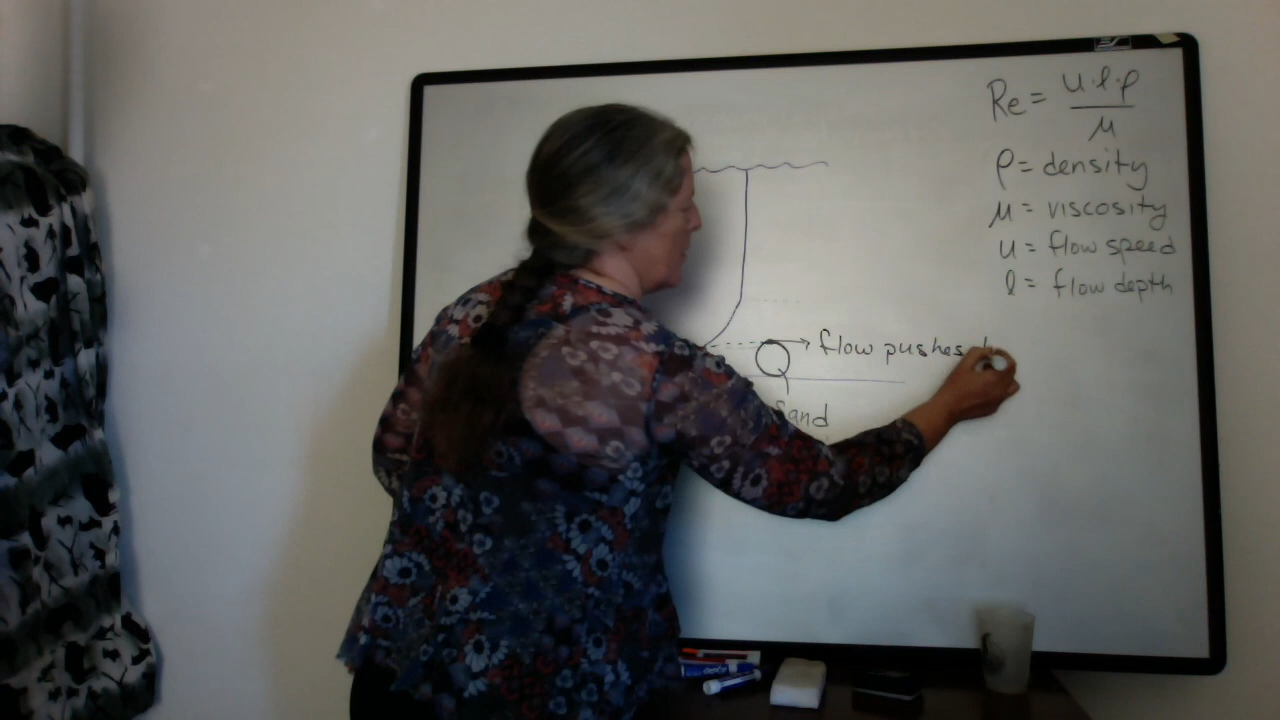 Re = u·l·ρ / μ
ρ = density
μ = viscosity
u = flow speed
l = flow depth
flow pushes
Sand